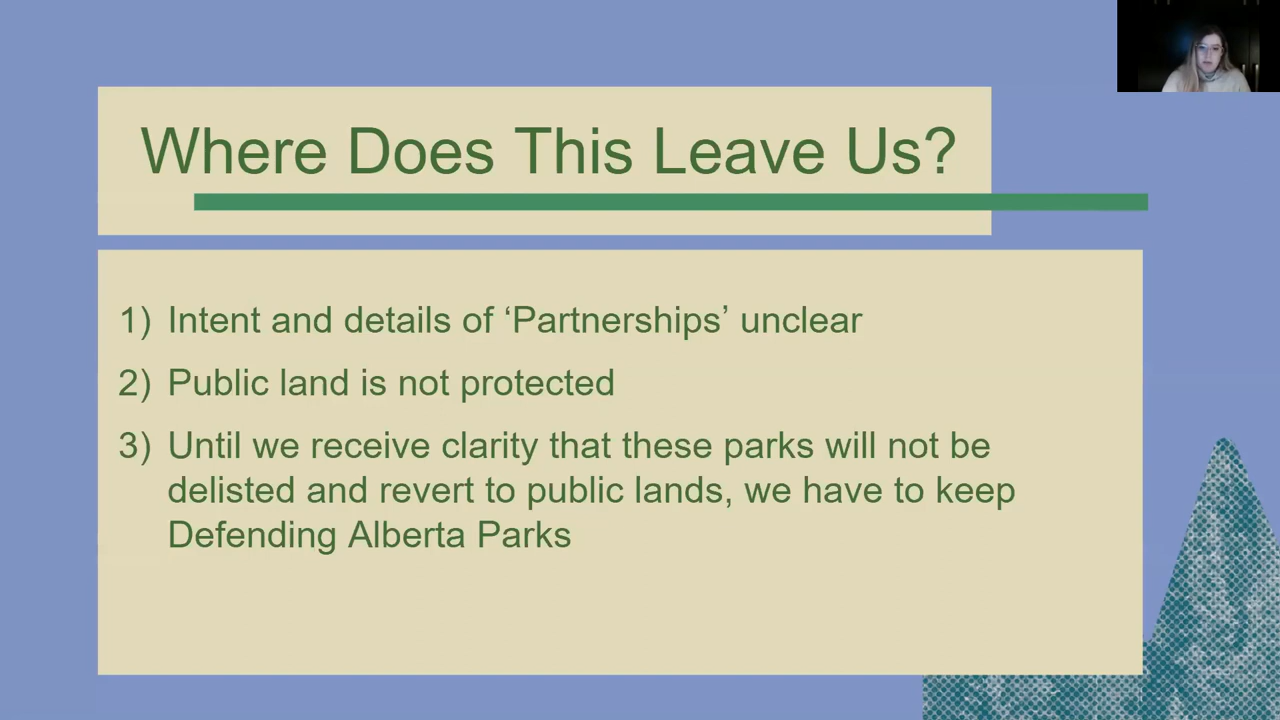 Where Does This Leave Us?
1) Intent and details of ‘Partnerships’ unclear
2) Public land is not protected
3) Until we receive clarity that these parks will not be
delisted and revert to public lands, we have to keep
Defending Alberta Parks